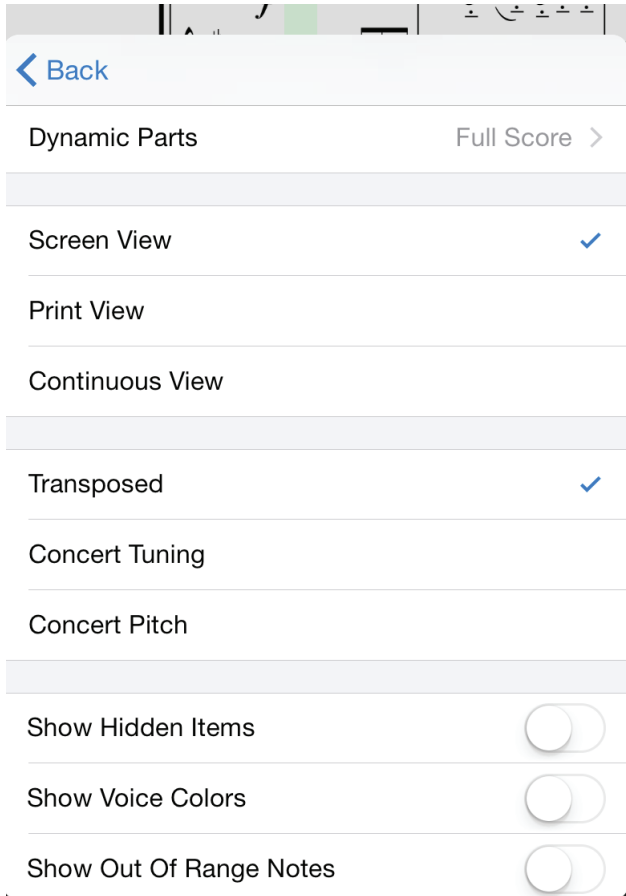 Back
Dynamic Parts Full Score
Screen View
Print View
Continuous View
Transposed
Concert Tuning
Concert Pitch
Show Hidden Items
Show Voice Colors
Show Out Of Range Notes